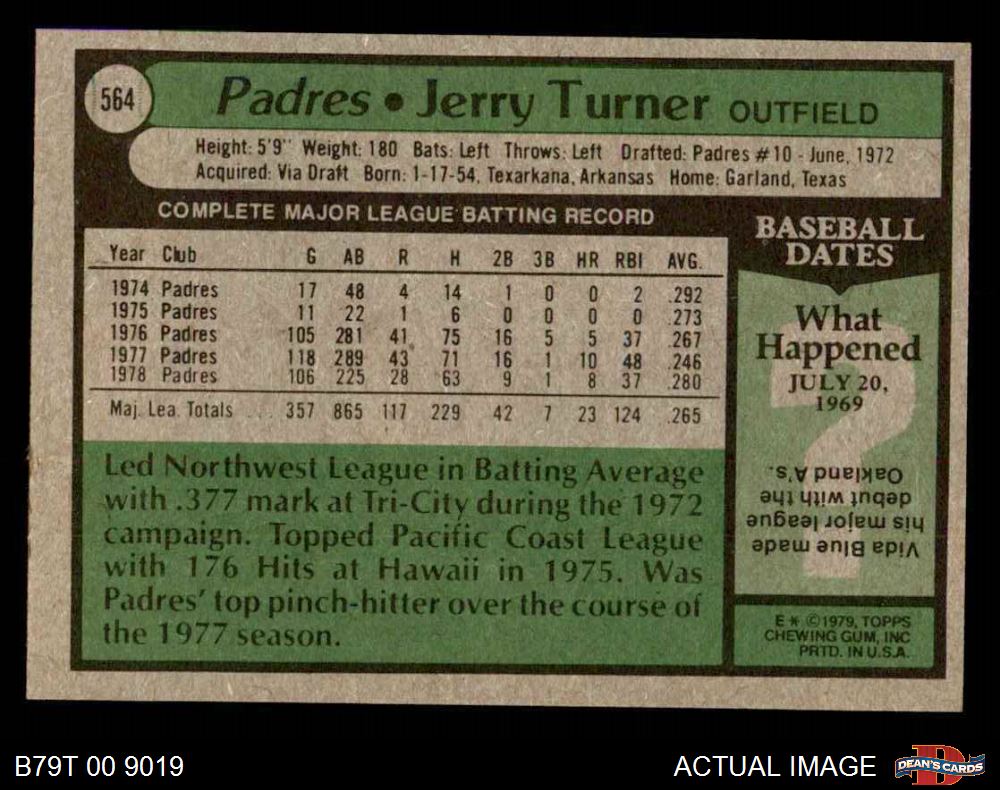 564
Padres • Jerry Turner OUTFIELD
Height: 5'9" Weight: 180 Bats: Left Throws: Left Drafted: Padres #10 - June, 1972
Acquired: Via Draft Born: 1-17-54, Texarkana, Arkansas Home: Garland, Texas
COMPLETE MAJOR LEAGUE BATTING RECORD
Year Club G AB R H 2B 3B HR RBI AVG.
1974 Padres 17 48 4 14 1 0 0 2 .292
1975 Padres 11 22 1 6 0 0 0 0 .273
1976 Padres 105 281 41 75 16 5 5 37 .267
1977 Padres 118 289 43 71 16 1 10 48 .246
1978 Padres 106 225 28 63 9 1 8 37 .280
Maj. Lea. Totals ... 357 865 117 229 42 7 23 124 .265
Led Northwest League in Batting Average
with .377 mark at Tri-City during the 1972
campaign. Topped Pacific Coast League
with 176 Hits at Hawaii in 1975. Was
Padres' top pinch-hitter over the course of
the 1977 season.
BASEBALL
DATES
What
Happened
JULY 20,
1969
?
Vida Blue made
his major league
debut with the
Oakland A's.
E * © 1979, TOPPS
CHEWING GUM, INC
PRTD. IN U.S.A.
B79T 00 9019
ACTUAL IMAGE
DEAN'S CARDS